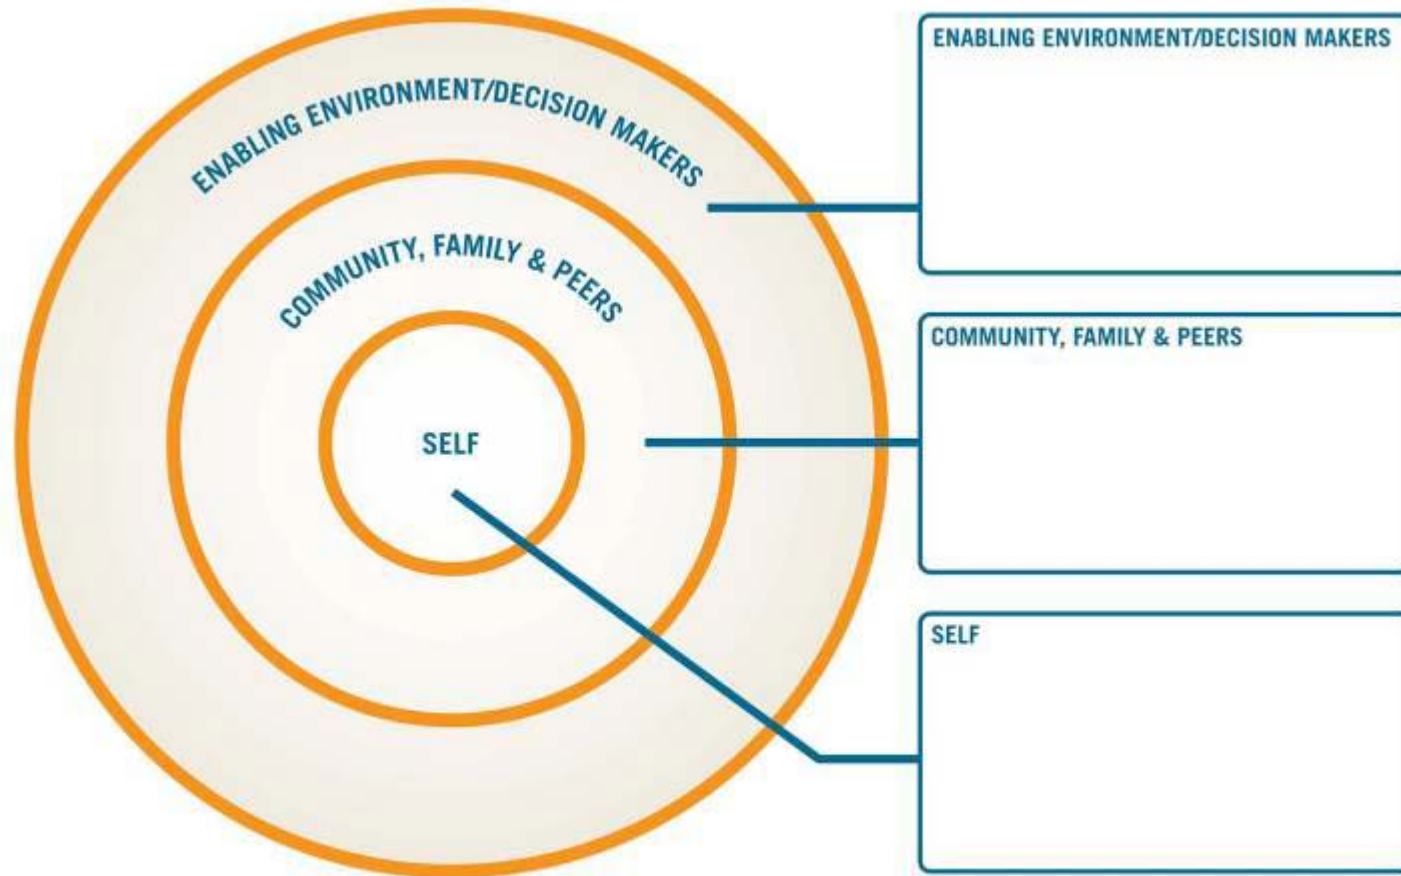 ENABLING ENVIRONMENT/DECISION MAKERS
COMMUNITY, FAMILY & PEERS
SELF
ENABLING ENVIRONMENT/DECISION MAKERS
COMMUNITY, FAMILY & PEERS
SELF